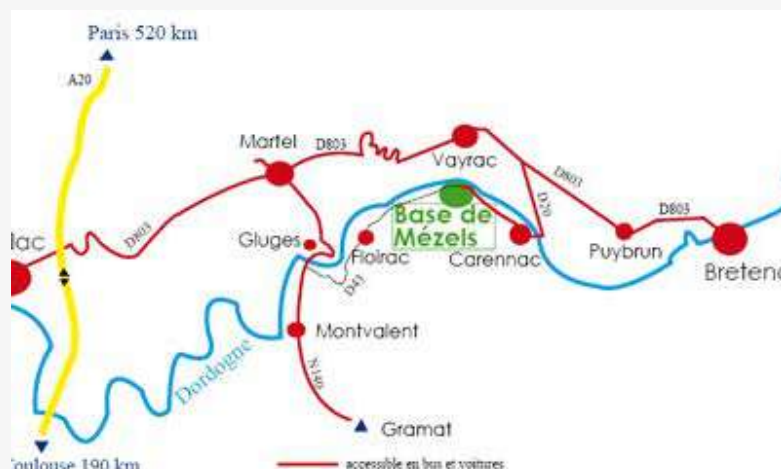 Paris 520 km
A20
Martel
D803
Vayrac
D803
D20
D803
lac
D803
Gluges
Floirac
Base de
Mézels
Carennac
Puybrun
Bretenc
D43
Montvalent
Dordogne
N140
Gramat
Toulouse 190 km
accessible en bus et voitures